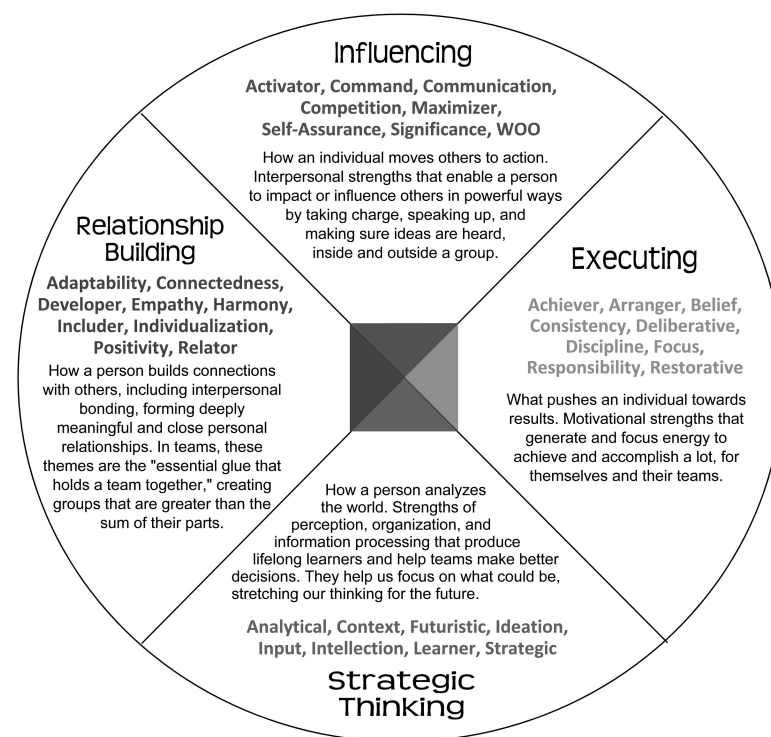 Influencing
Activator, Command, Communication,
Competition, Maximizer,
Self-Assurance, Significance, WOO
How an individual moves others to action.
Interpersonal strengths that enable a person
to impact or influence others in powerful ways
by taking charge, speaking up, and
making sure ideas are heard,
inside and outside a group.
Relationship
Building
Adaptability, Connectedness,
Developer, Empathy, Harmony,
Includer, Individualization,
Positivity, Relator
How a person builds connections
with others, including interpersonal
bonding, forming deeply
meaningful and close personal
relationships. In teams, these
themes are the "essential glue that
holds a team together," creating
groups that are greater than the
sum of their parts.
Executing
Achiever, Arranger, Belief,
Consistency, Deliberative,
Discipline, Focus,
Responsibility, Restorative
What pushes an individual towards
results. Motivational strengths that
generate and focus energy to
achieve and accomplish a lot, for
themselves and their teams.
How a person analyzes
the world. Strengths of
perception, organization, and
information processing that produce
lifelong learners and help teams make better
decisions. They help us focus on what could be,
stretching our thinking for the future.
Analytical, Context, Futuristic, Ideation,
Input, Intellection, Learner, Strategic
Strategic
Thinking